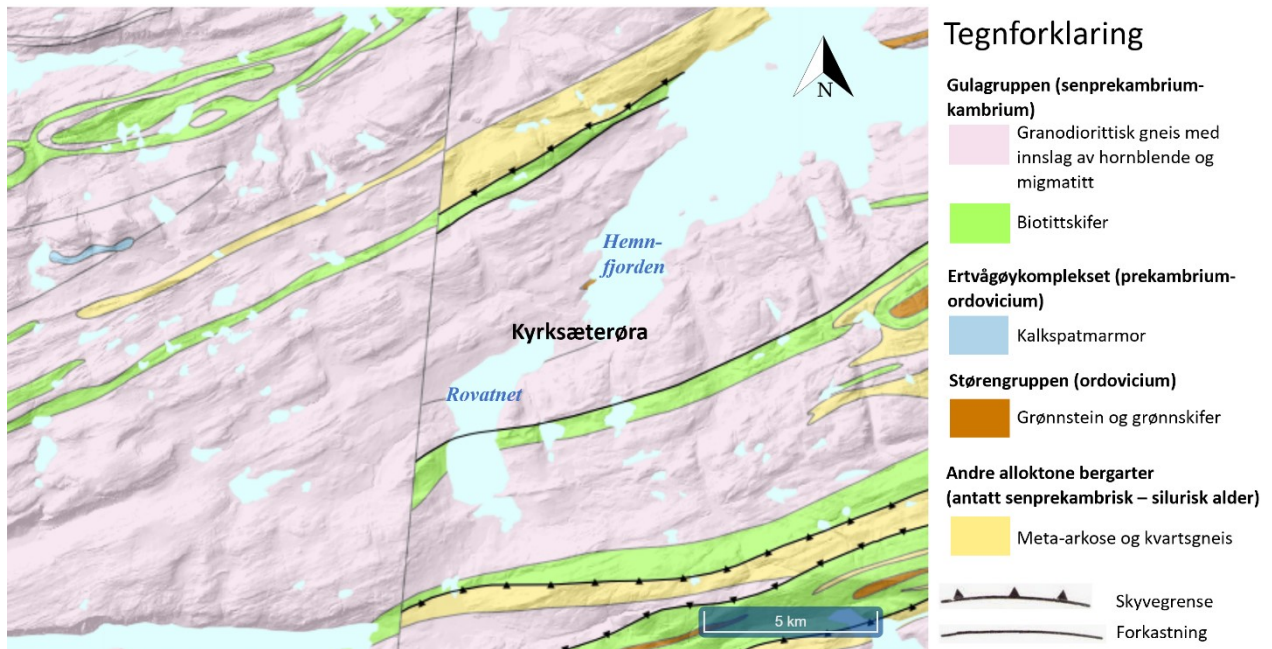 N
Hemn-
fjorden
Kyrksæterøra
Rovatnet
5 km
Tegnforklaring
Gulagruppen (senprekambrium-
kambrium)
Granodiorittisk gneis med
innslag av hornblende og
migmatitt
Biotittskifer
Ertvågøykomplekset (prekambrium-
ordovicium)
Kalkspatmarmor
Størengruppen (ordovicium)
Grønnstein og grønnskifer
Andre alloktone bergarter
(antatt senprekambrisk – silurisk alder)
Meta-arkose og kvartsgneis
Skyvegrense
Forkastning